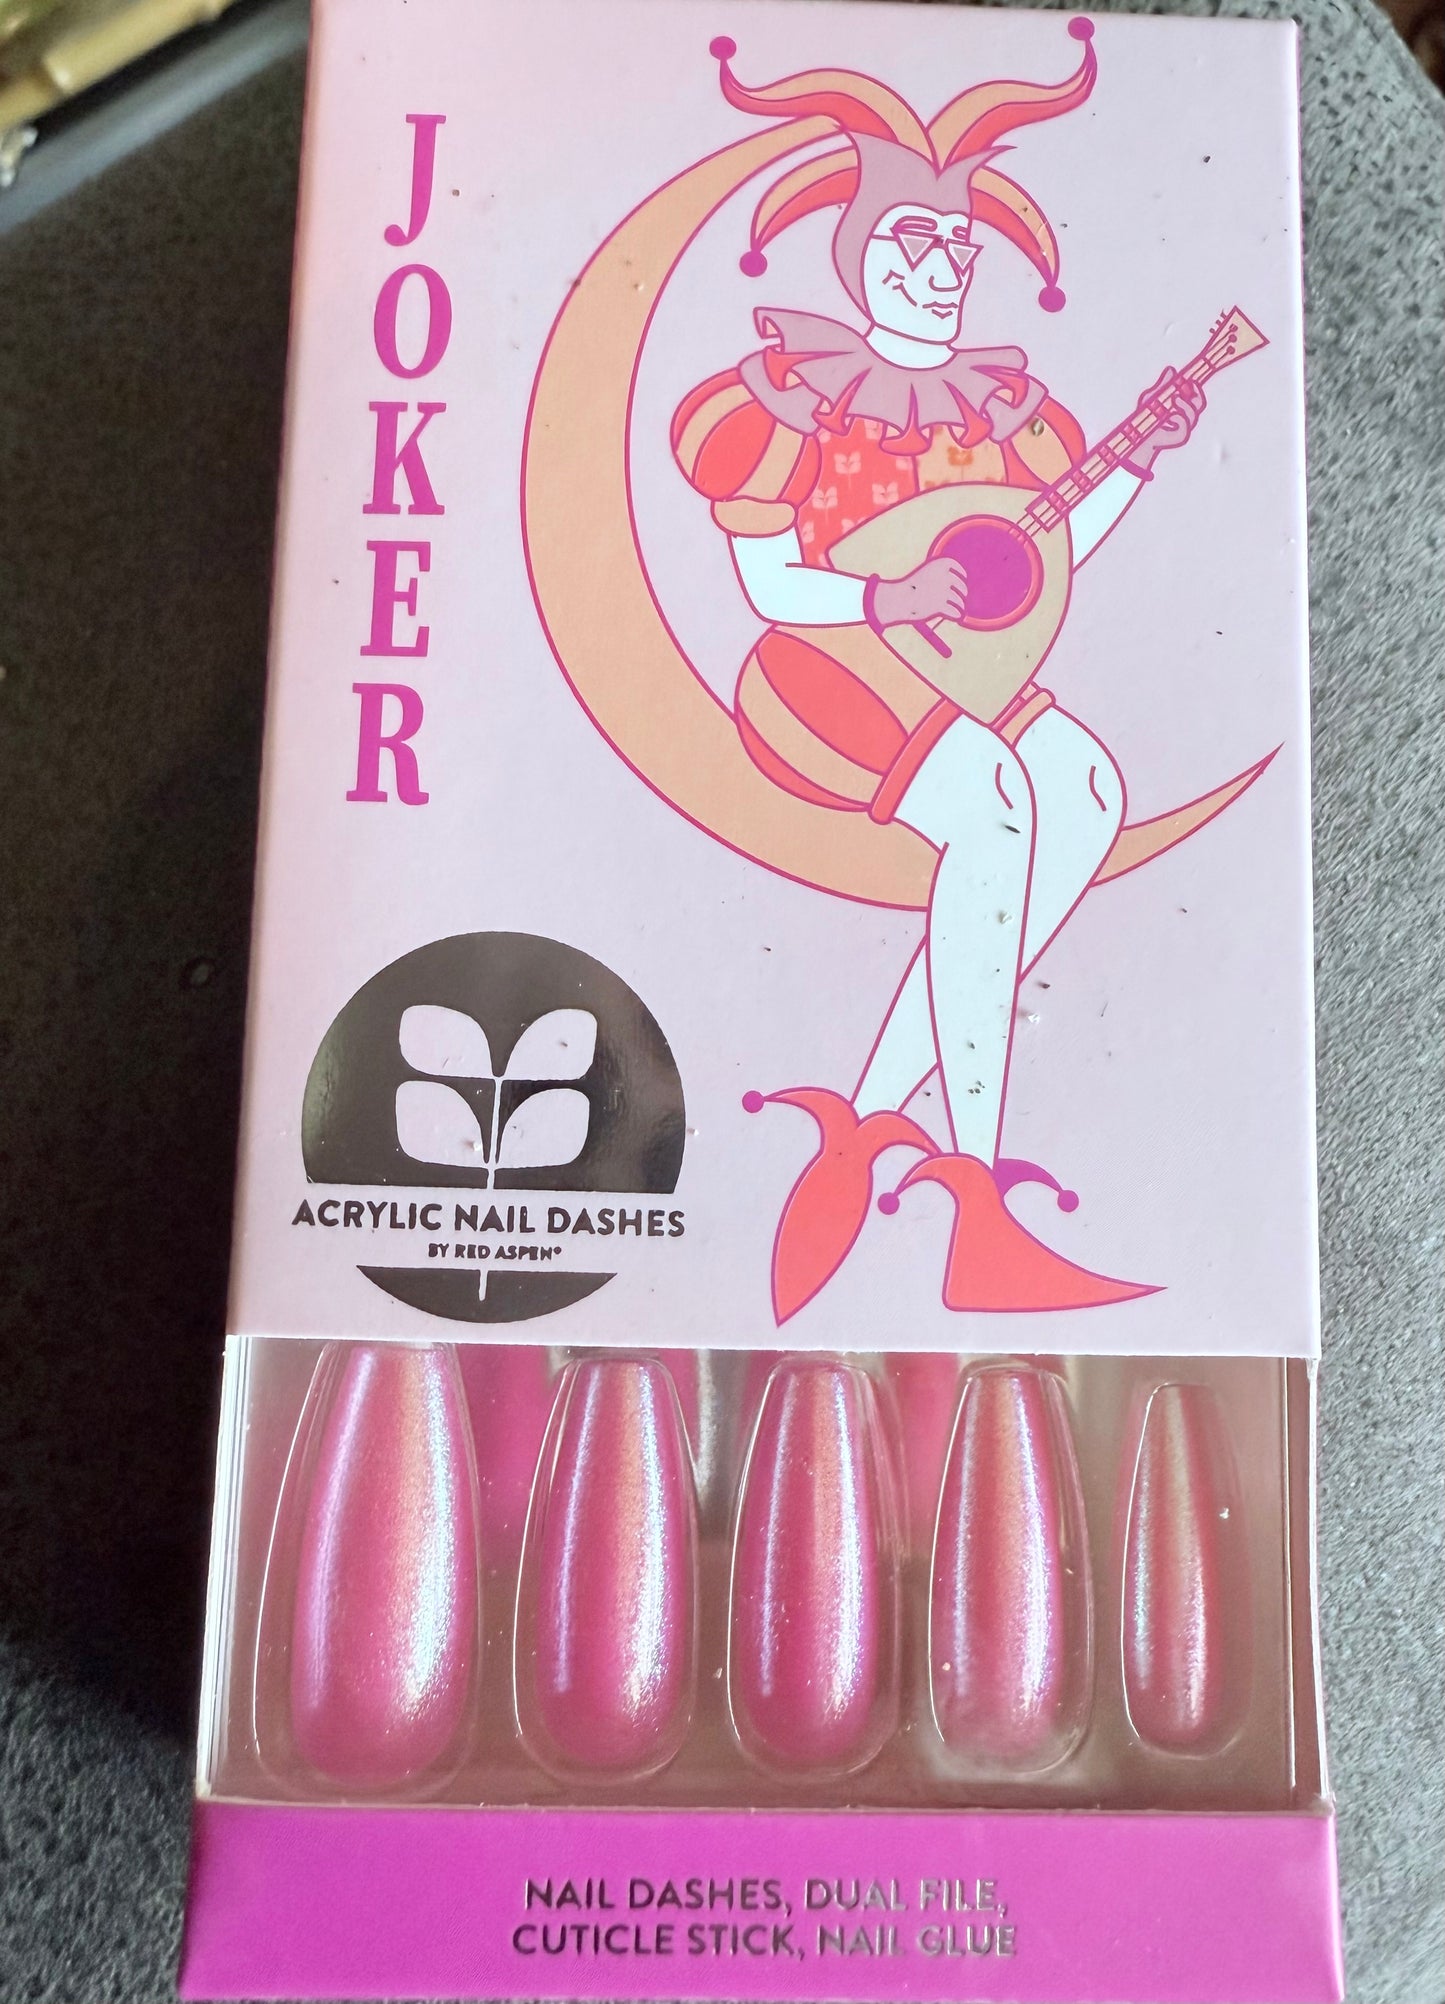 JOKER
ACRYLIC NAIL DASHES
BY RED ASPEN®
NAIL DASHES, DUAL FILE,
CUTICLE STICK, NAIL GLUE